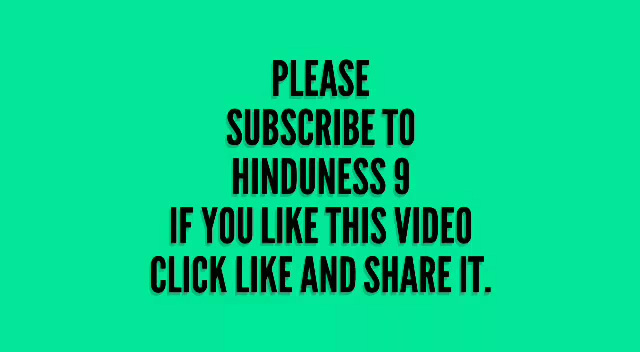 PLEASE
SUBSCRIBE TO
HINDUNESS 9
IF YOU LIKE THIS VIDEO
CLICK LIKE AND SHARE IT.